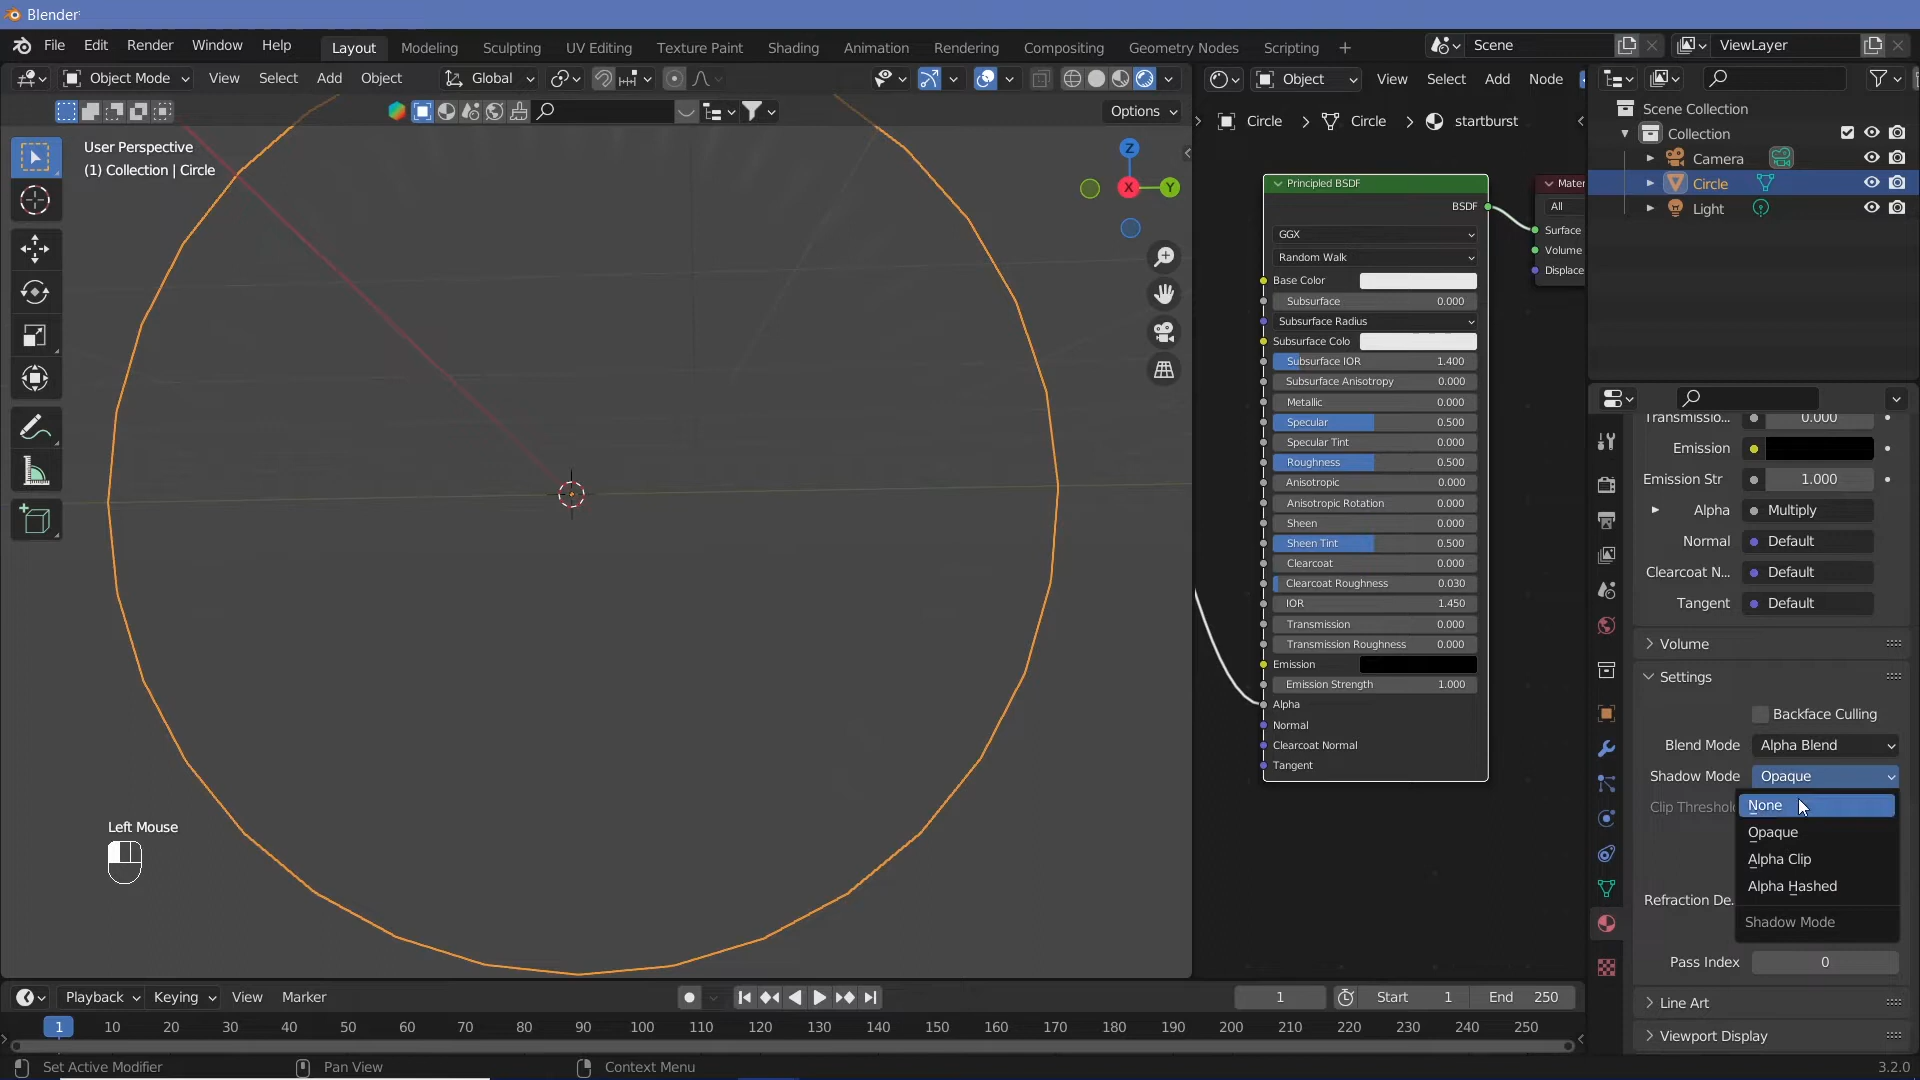 Blender
File Edit Render Window Help Layout Modeling Sculpting UV Editing Texture Paint Shading Animation Rendering Compositing Geometry Nodes Scripting + Scene ViewLayer
Object Mode View Select Add Object Global Object View Select Add Node
Options
Scene Collection
Collection
Camera
Circle
Light
Circle > Circle > startburst
User Perspective
(1) Collection | Circle
Z
X
Y
Principled BSDF
BSDF
GGX
Random Walk
Base Color
Subsurface 0.000
Subsurface Radius
Subsurface Colo
Subsurface IOR 1.400
Subsurface Anisotropy 0.000
Metallic 0.000
Specular 0.500
Specular Tint 0.000
Roughness 0.500
Anisotropic 0.000
Anisotropic Rotation 0.000
Sheen 0.000
Sheen Tint 0.500
Clearcoat 0.000
Clearcoat Roughness 0.030
IOR 1.450
Transmission 0.000
Transmission Roughness 0.000
Emission
Emission Strength 1.000
Alpha
Normal
Clearcoat Normal
Tangent
Mater
All
Surface
Volume
Displace
Transmissio... 0.000
Emission
Emission Str 1.000
Alpha Multiply
Normal Default
Clearcoat N... Default
Tangent Default
Volume
Settings
Backface Culling
Blend Mode Alpha Blend
Shadow Mode Opaque
Clip Threshold
None
Opaque
Alpha Clip
Alpha Hashed
Shadow Mode
Refraction De.
Pass Index 0
Line Art
Viewport Display
Left Mouse
Playback Keying View Marker 1 Start 1 End 250
1 10 20 30 40 50 60 70 80 90 100 110 120 130 140 150 160 170 180 190 200 210 220 230 240 250
Set Active Modifier Pan View Context Menu 3.2.0